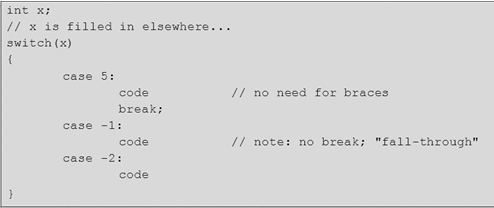 int x;
// x is filled in elsewhere...
switch(x)
{
case 5:
code // no need for braces
break;
case -1:
code // note: no break; "fall-through"
case -2:
code
}